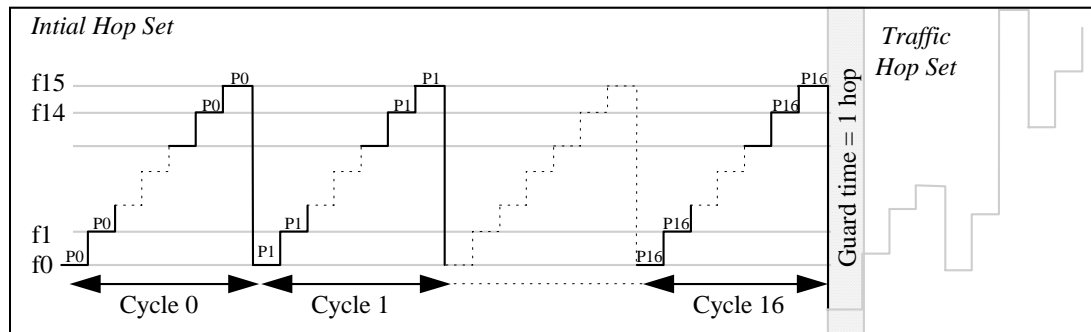 Intial Hop Set
Traffic
Hop Set
f15
f14
f1
f0
P0
P0
P0
P0
P1
P1
P1
P1
P16
P16
P16
P16
Guard time = 1 hop
Cycle 0
Cycle 1
Cycle 16